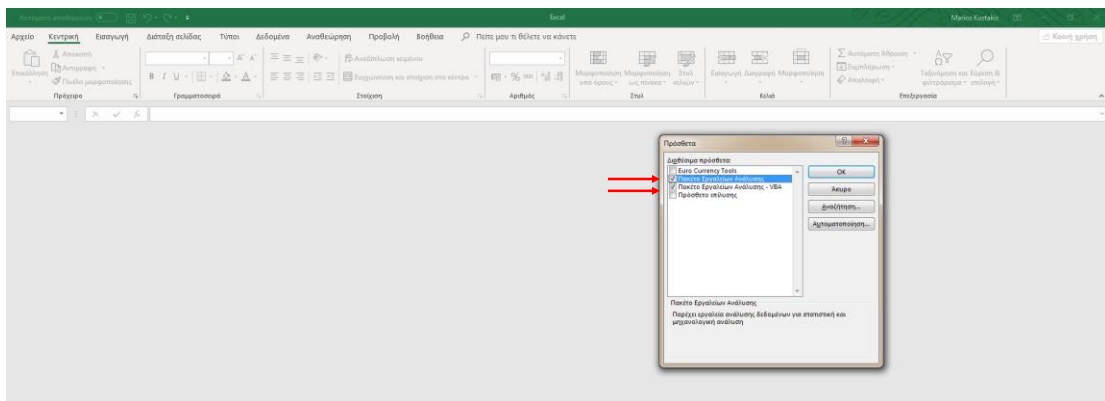 Αυτόματη αποθήκευση
Excel
Marios Kostakis
Αρχείο Κεντρική Εισαγωγή Διάταξη σελίδας Τύποι Δεδομένα Αναθεώρηση Προβολή Βοήθεια Πείτε μου τι θέλετε να κάνετε
Κοινή χρήση
Επικόλληση
Αποκοπή
Αντιγραφή
Πινέλο μορφοποίησης
Πρόχειρο
B I U
Γραμματοσειρά
Αναδίπλωση κειμένου
Συγχώνευση και στοίχιση στο κέντρο
Στοίχιση
% 000
Αριθμός
Μορφοποίηση υπό όρους
Μορφοποίηση ως πίνακα
Στυλ κελιών
Στυλ
Εισαγωγή Διαγραφή Μορφοποίηση
Κελιά
Αυτόματη Άθροιση
Συμπλήρωση
Απαλοιφή
Ταξινόμηση και φιλτράρισμα
Εύρεση & επιλογή
Επεξεργασία
fx
Πρόσθετα
Διαθέσιμα πρόσθετα:
Euro Currency Tools
Πακέτο Εργαλείων Ανάλυσης
Πακέτο Εργαλείων Ανάλυσης - VBA
Πρόσθετο επίλυσης
OK
Άκυρο
Αναζήτηση...
Αυτοματοποίηση...
Πακέτο Εργαλείων Ανάλυσης
Παρέχει εργαλεία ανάλυσης δεδομένων για στατιστική και
μηχανολογική ανάλυση